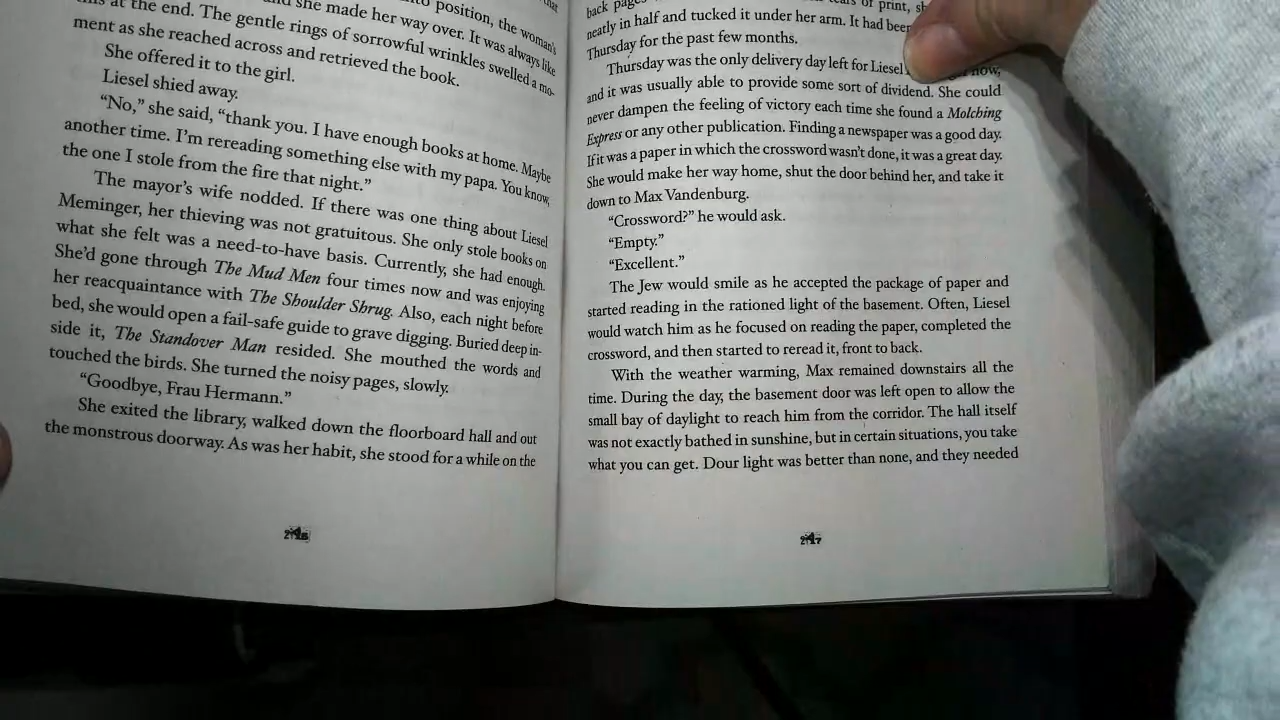 at the end. The gentle rings of sorrowful wrinkles swelled a mo-
she made her way over. It was always like
position, the woman's
ment as she reached across and retrieved the book.
She offered it to the girl.
Liesel shied away.
“No,” she said, “thank you. I have enough books at home. Maybe
another time. I'm rereading something else with my papa. You know,
the one I stole from the fire that night.”
The mayor's wife nodded. If there was one thing about Liesel
Meminger, her thieving was not gratuitous. She only stole books on
what she felt was a need-to-have basis. Currently, she had enough.
She'd gone through The Mud Men four times now and was enjoying
her reacquaintance with The Shoulder Shrug. Also, each night before
bed, she would open a fail-safe guide to grave digging. Buried deep in-
side it, The Standover Man resided. She mouthed the words and
touched the birds. She turned the noisy pages, slowly.
“Goodbye, Frau Hermann.”
She exited the library, walked down the floorboard hall and out
the monstrous doorway. As was her habit, she stood for a while on the
246
back pages of print,
neatly in half and tucked it under her arm. It had been
Thursday for the past few months.
Thursday was the only delivery day left for Liesel now,
and it was usually able to provide some sort of dividend. She could
never dampen the feeling of victory each time she found a Molching
Express or any other publication. Finding a newspaper was a good day.
If it was a paper in which the crossword wasn't done, it was a great day.
She would make her way home, shut the door behind her, and take it
down to Max Vandenburg.
“Crossword?” he would ask.
“Empty.”
“Excellent.”
The Jew would smile as he accepted the package of paper and
started reading in the rationed light of the basement. Often, Liesel
would watch him as he focused on reading the paper, completed the
crossword, and then started to reread it, front to back.
With the weather warming, Max remained downstairs all the
time. During the day, the basement door was left open to allow the
small bay of daylight to reach him from the corridor. The hall itself
was not exactly bathed in sunshine, but in certain situations, you take
what you can get. Dour light was better than none, and they needed
247